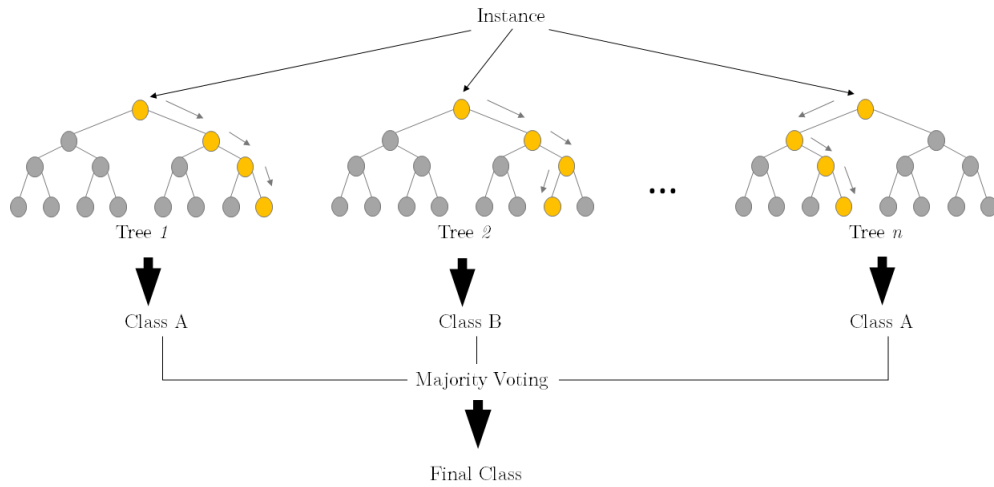 Instance
...
Tree 1
Tree 2
Tree n
Class A
Class B
Class A
Majority Voting
Final Class